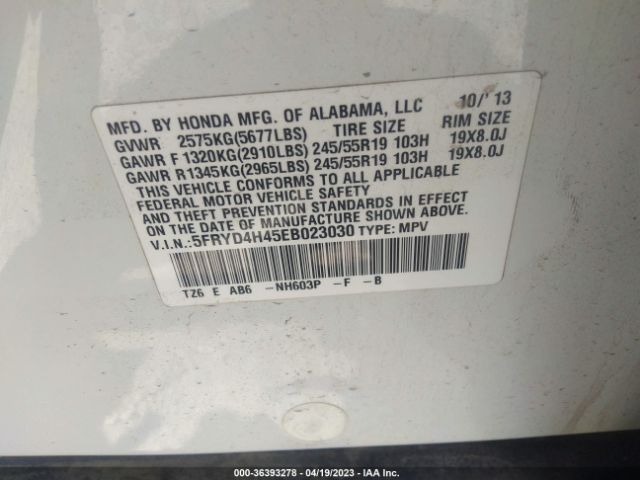 MFD. BY HONDA MFG. OF ALABAMA, LLC 10/'13
GVWR 2575KG(5677LBS) TIRE SIZE RIM SIZE
GAWR F 1320KG(2910LBS) 245/55R19 103H 19X8.0J
GAWR R1345KG(2965LBS) 245/55R19 103H 19X8.0J
THIS VEHICLE CONFORMS TO ALL APPLICABLE
FEDERAL MOTOR VEHICLE SAFETY
AND THEFT PREVENTION STANDARDS IN EFFECT
ON THE DATE OF MANUFACTURE SHOWN ABOVE.
V.I.N.:5FRYD4H45EB023030 TYPE: MPV
TZ6 E AB6 -NH603P -F -B
000-36393278 - 04/19/2023 - IAA Inc.